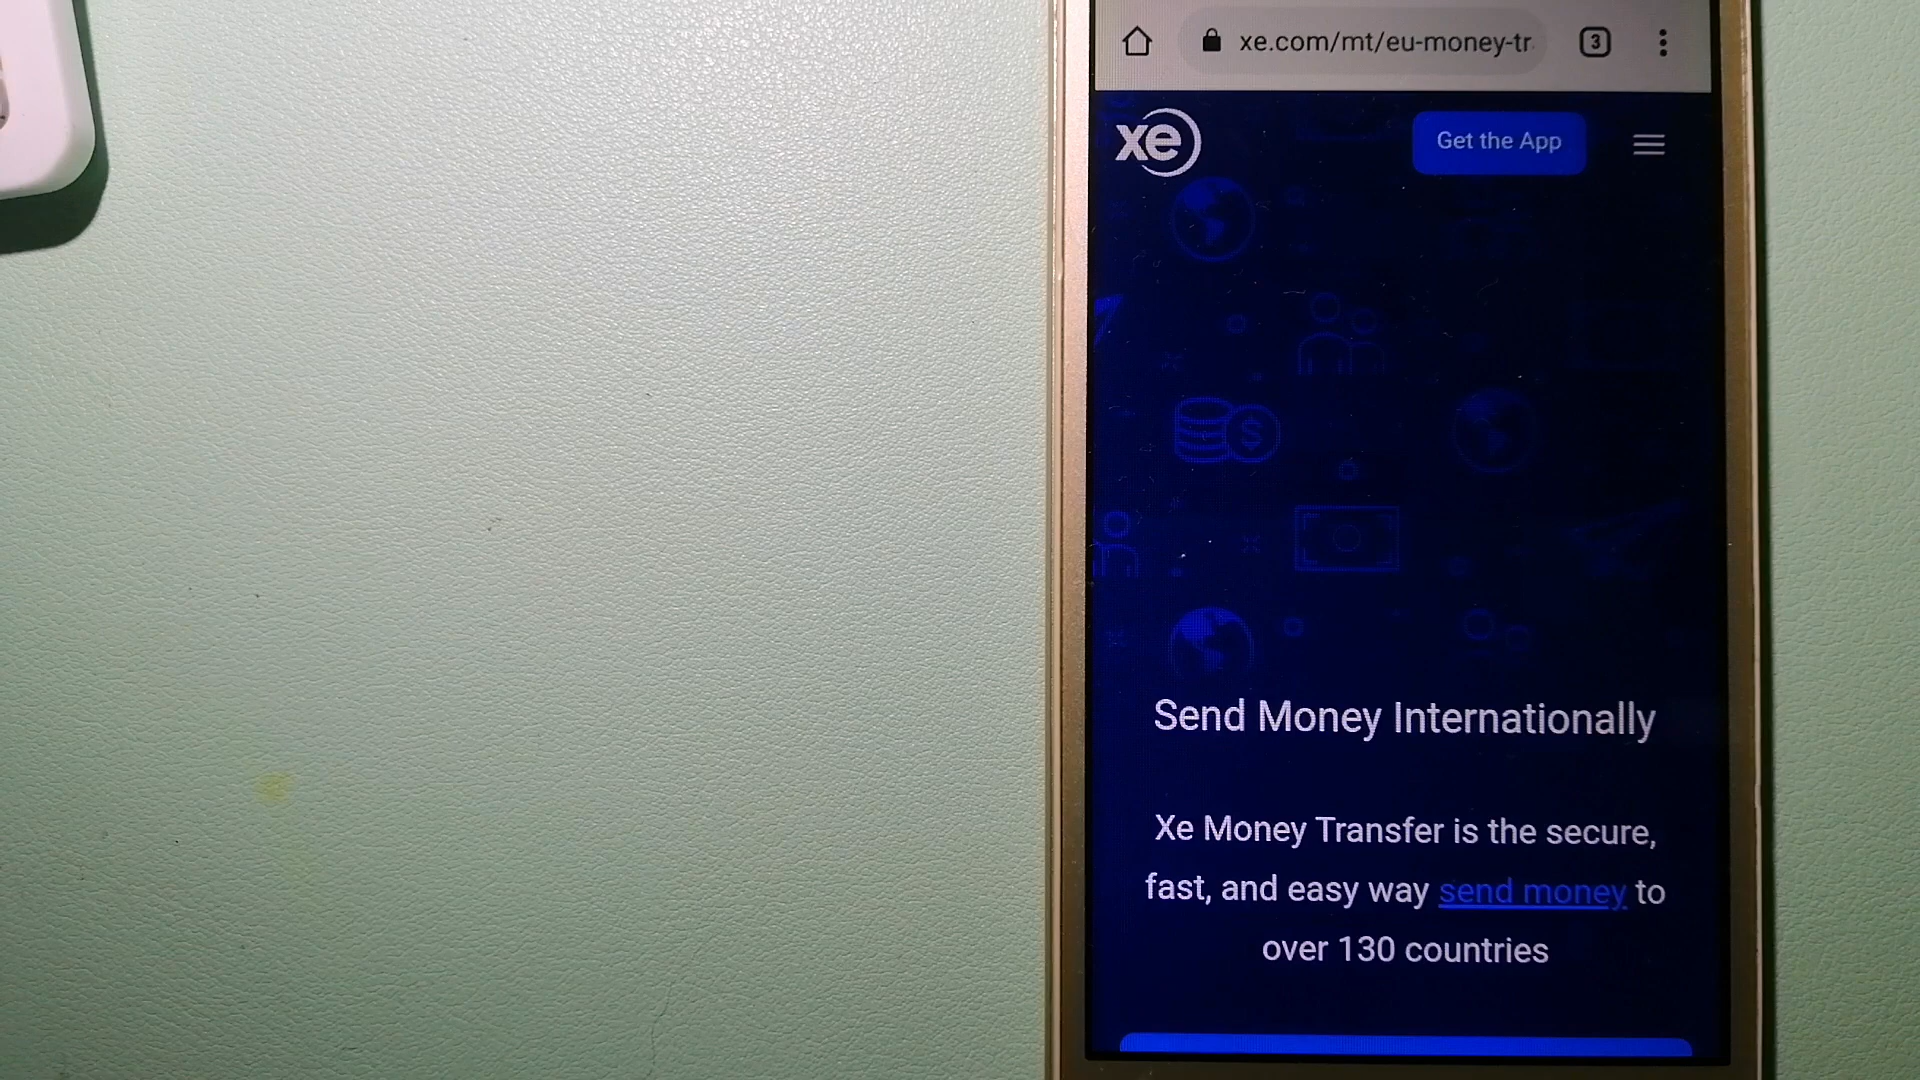 xe.com/mt/eu-money-tr
3
xe
Get the App
$
Send Money Internationally
Xe Money Transfer is the secure,
fast, and easy way send money to
over 130 countries